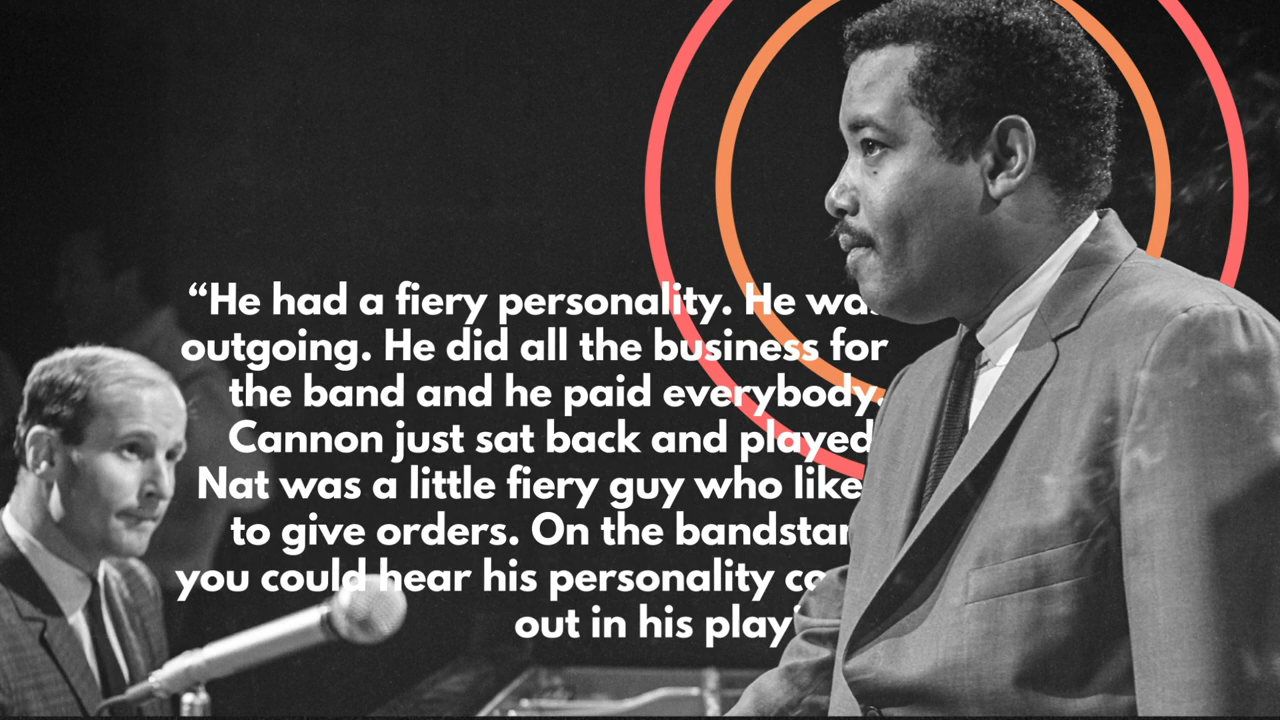 “He had a fiery personality. He was
outgoing. He did all the business for
the band and he paid everybody.
Cannon just sat back and played
Nat was a little fiery guy who
to give orders. On the
you could hear his personality
out in his